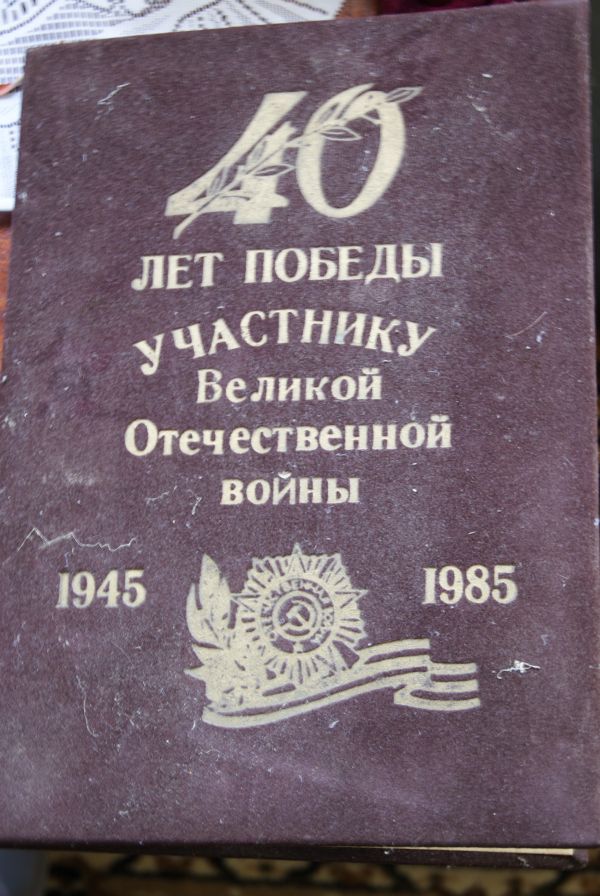 40
ЛЕТ ПОБЕДЫ
УЧАСТНИКУ
Великой
Отечественной
войны
1945 1985